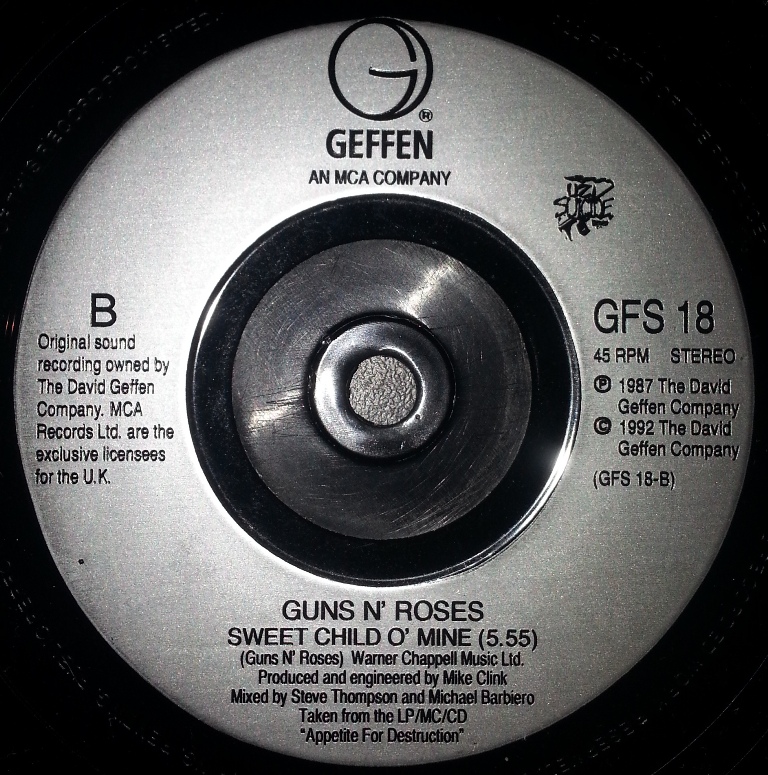 GEFFEN
®
AN MCA COMPANY
UZI
SUICIDE
B
Original sound
recording owned by
The David Geffen
Company. MCA
Records Ltd. are the
exclusive licensees
for the U.K.
GFS 18
45 RPM STEREO
℗ 1987 The David
Geffen Company
© 1992 The David
Geffen Company
(GFS 18-B)
GUNS N' ROSES
SWEET CHILD O' MINE (5.55)
(Guns N' Roses) Warner Chappell Music Ltd.
Produced and engineered by Mike Clink
Mixed by Steve Thompson and Michael Barbiero
Taken from the LP/MC/CD
"Appetite For Destruction"